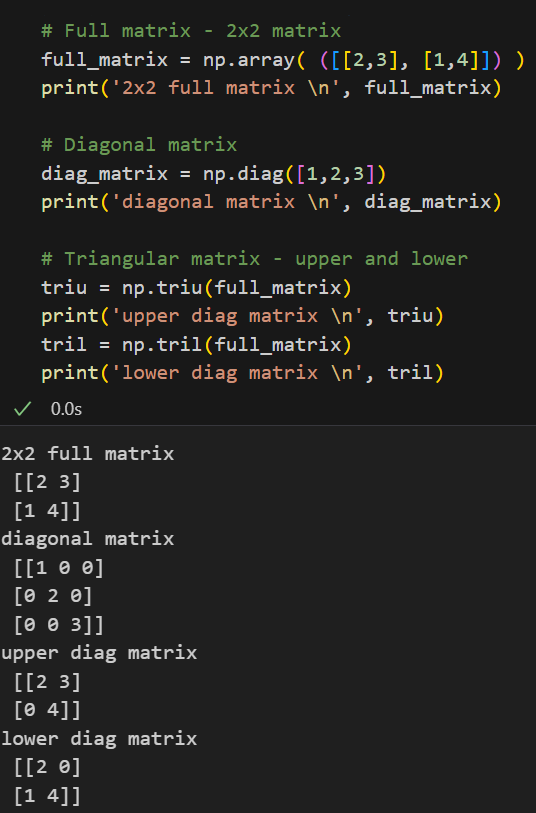 # Full matrix - 2x2 matrix
full_matrix = np.array( ([[2,3], [1,4]]) )
print('2x2 full matrix \n', full_matrix)
# Diagonal matrix
diag_matrix = np.diag([1,2,3])
print('diagonal matrix \n', diag_matrix)
# Triangular matrix - upper and lower
triu = np.triu(full_matrix)
print('upper diag matrix \n', triu)
tril = np.tril(full_matrix)
print('lower diag matrix \n', tril)
✓ 0.0s
2x2 full matrix
[[2 3]
[1 4]]
diagonal matrix
[[1 0 0]
[0 2 0]
[0 0 3]]
upper diag matrix
[[2 3]
[0 4]]
lower diag matrix
[[2 0]
[1 4]]